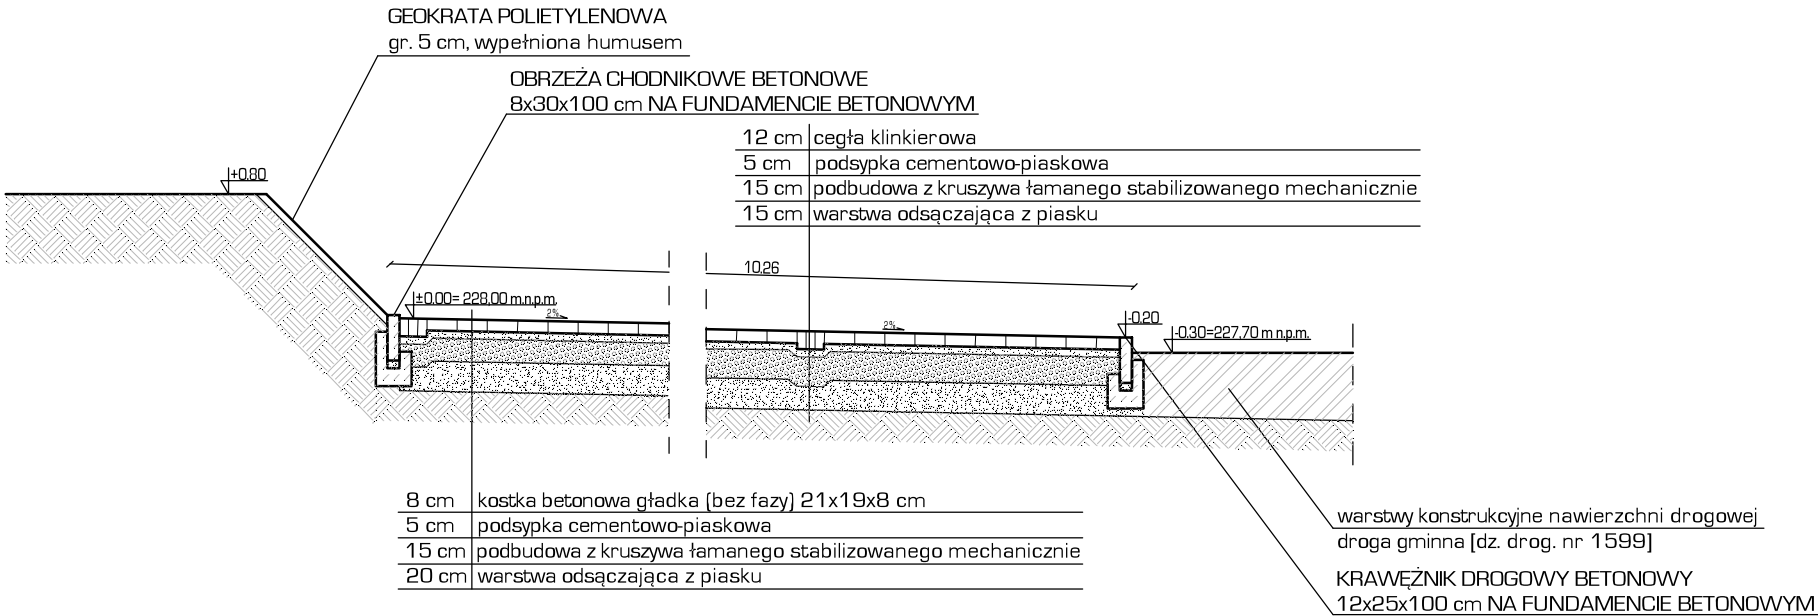 GEOKRATA POLIETYLENOWA
gr. 5 cm, wypełniona humusem
OBRZEŻA CHODNIKOWE BETONOWE
8x30x100 cm NA FUNDAMENCIE BETONOWYM
12 cm cegła klinkierowa
5 cm podsypka cementowo-piaskowa
15 cm podbudowa z kruszywa łamanego stabilizowanego mechanicznie
15 cm warstwa odsączająca z piasku
+0.80
10,26
±0.00= 228,00 m.n.p.m.
2%
2%
-0.20
-0.30=227,70 m n.p.m.
8 cm kostka betonowa gładka (bez fazy) 21x19x8 cm
5 cm podsypka cementowo-piaskowa
15 cm podbudowa z kruszywa łamanego stabilizowanego mechanicznie
20 cm warstwa odsączająca z piasku
warstwy konstrukcyjne nawierzchni drogowej
droga gminna [dz. drog. nr 1599]
KRAWĘŻNIK DROGOWY BETONOWY
12x25x100 cm NA FUNDAMENCIE BETONOWYM